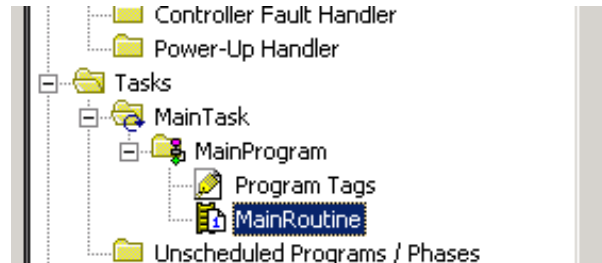 Controller Fault Handler
Power-Up Handler
Tasks
MainTask
MainProgram
Program Tags
MainRoutine
Unscheduled Programs / Phases